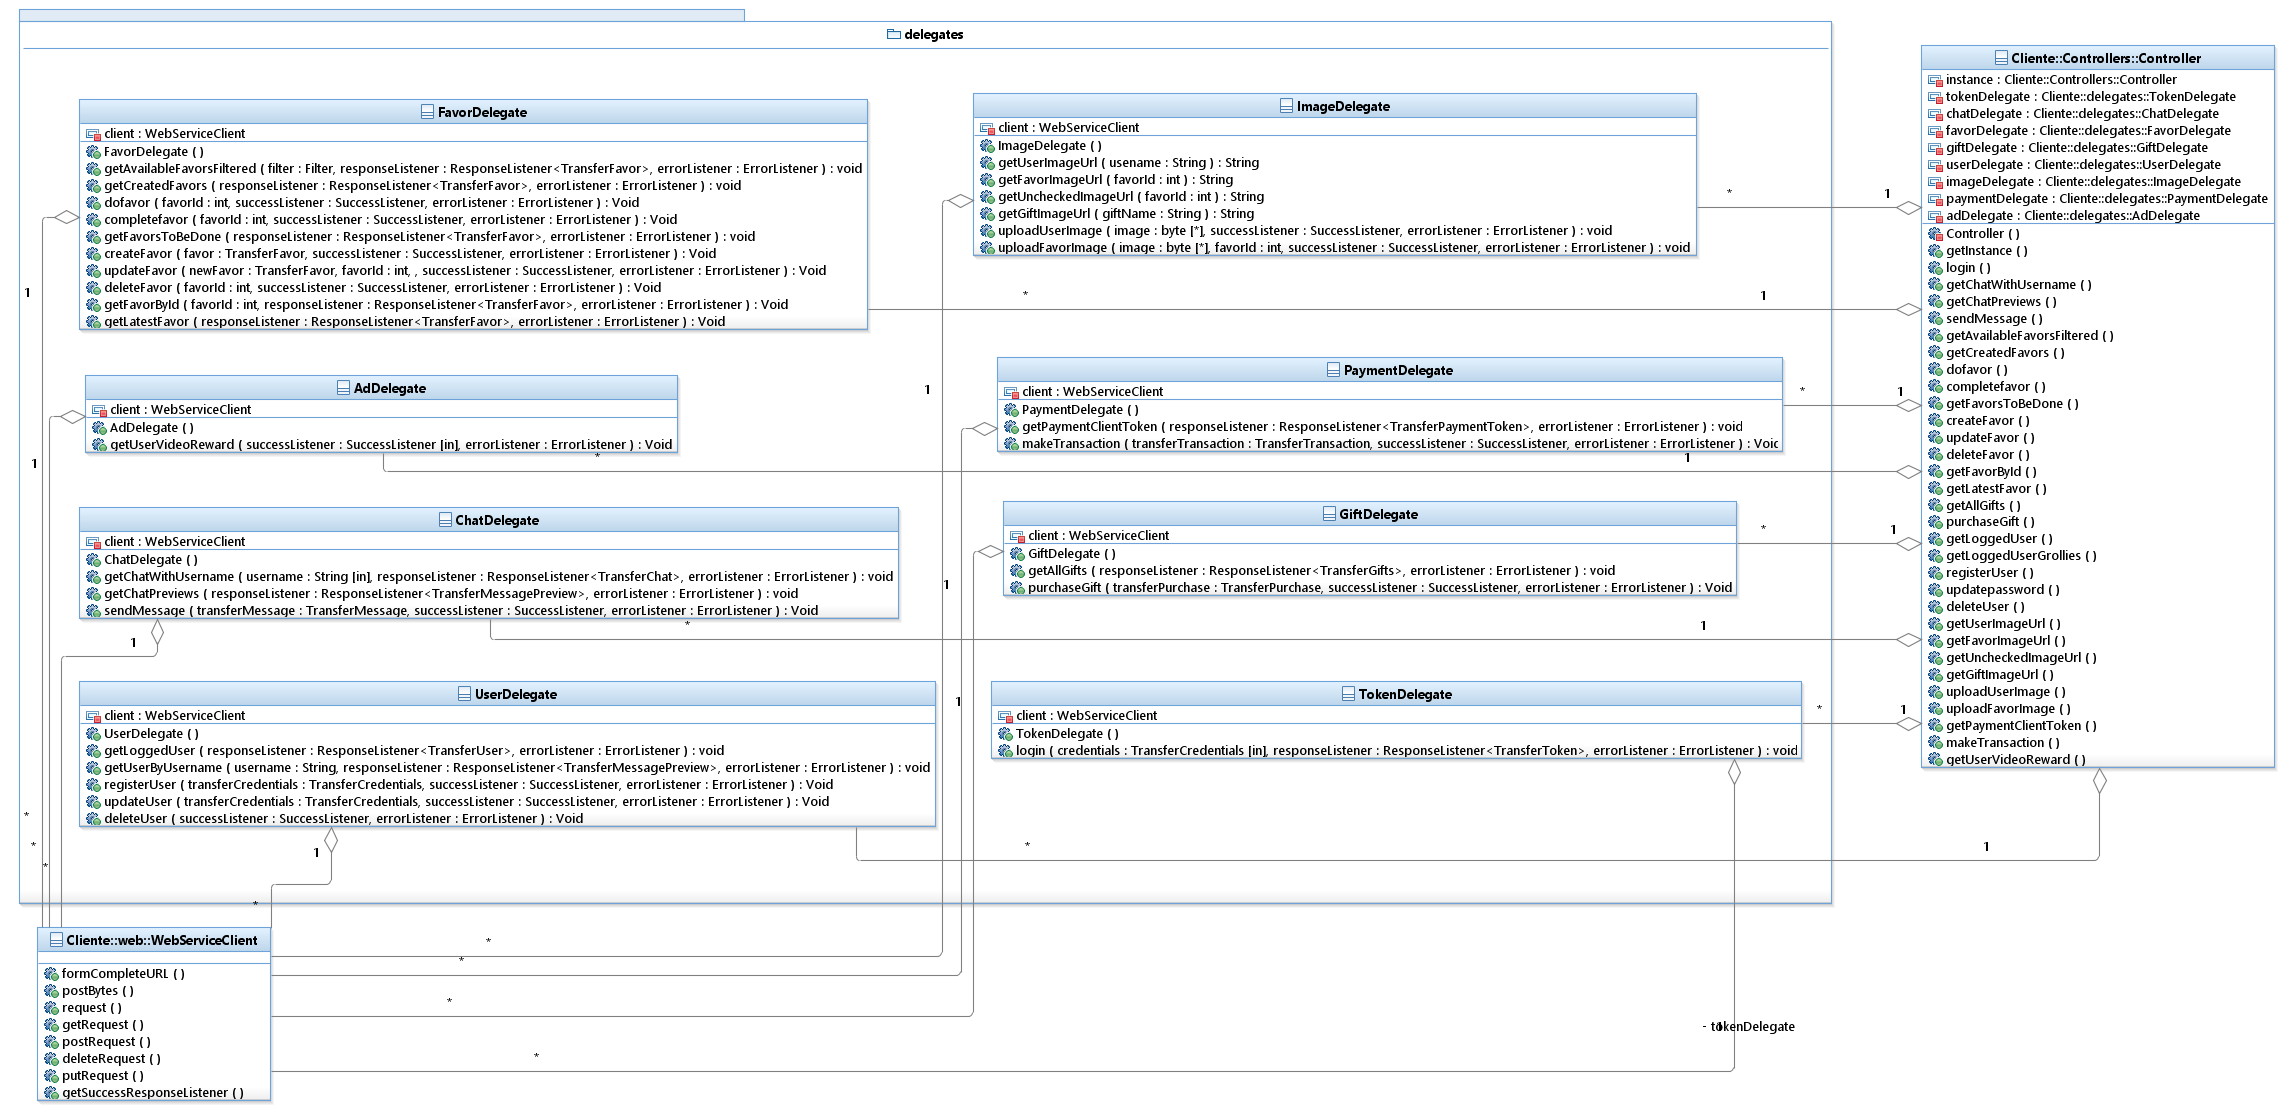 delegates
FavorDelegate
client : WebServiceClient
FavorDelegate ( )
getAvailableFavorsFiltered ( filter : Filter, responseListener : ResponseListener<TransferFavor>, errorListener : ErrorListener ) : void
getCreatedFavors ( responseListener : ResponseListener<TransferFavor>, errorListener : ErrorListener ) : void
dofavor ( favorId : int, successListener : SuccessListener, errorListener : ErrorListener ) : Void
completefavor ( favorId : int, successListener : SuccessListener, errorListener : ErrorListener ) : Void
getFavorsToBeDone ( responseListener : ResponseListener<TransferFavor>, errorListener : ErrorListener ) : void
createFavor ( favor : TransferFavor, successListener : SuccessListener, errorListener : ErrorListener ) : Void
updateFavor ( newFavor : TransferFavor, favorId : int, , successListener : SuccessListener, errorListener : ErrorListener ) : Void
deleteFavor ( favorId : int, successListener : SuccessListener, errorListener : ErrorListener ) : Void
getFavorById ( favorId : int, responseListener : ResponseListener<TransferFavor>, errorListener : ErrorListener ) : Void
getLatestFavor ( responseListener : ResponseListener<TransferFavor>, errorListener : ErrorListener ) : Void
ImageDelegate
client : WebServiceClient
ImageDelegate ( )
getUserImageUrl ( usename : String ) : String
getFavorImageUrl ( favorId : int ) : String
getUncheckedImageUrl ( favorId : int ) : String
getGiftImageUrl ( giftName : String ) : String
uploadUserImage ( image : byte [*], successListener : SuccessListener, errorListener : ErrorListener ) : void
uploadFavorImage ( image : byte [*], favorId : int, successListener : SuccessListener, errorListener : ErrorListener ) : void
* 1
* 1
1
AdDelegate
client : WebServiceClient
AdDelegate ( )
getUserVideoReward ( successListener : SuccessListener [in], errorListener : ErrorListener ) : Void
1
*
1
1
PaymentDelegate
client : WebServiceClient
PaymentDelegate ( )
getPaymentClientToken ( responseListener : ResponseListener<TransferPaymentToken>, errorListener : ErrorListener ) : void
makeTransaction ( transferTransaction : TransferTransaction, successListener : SuccessListener, errorListener : ErrorListener ) : Void
* 1
1
ChatDelegate
client : WebServiceClient
ChatDelegate ( )
getChatWithUsername ( username : String [in], responseListener : ResponseListener<TransferChat>, errorListener : ErrorListener ) : void
getChatPreviews ( responseListener : ResponseListener<TransferMessagePreview>, errorListener : ErrorListener ) : void
sendMessage ( transferMessage : TransferMessage, successListener : SuccessListener, errorListener : ErrorListener ) : Void
1
* 1
GiftDelegate
client : WebServiceClient
GiftDelegate ( )
getAllGifts ( responseListener : ResponseListener<TransferGifts>, errorListener : ErrorListener ) : void
purchaseGift ( transferPurchase : TransferPurchase, successListener : SuccessListener, errorListener : ErrorListener ) : Void
* 1
UserDelegate
client : WebServiceClient
UserDelegate ( )
getLoggedUser ( responseListener : ResponseListener<TransferUser>, errorListener : ErrorListener ) : void
getUserByUsername ( username : String, responseListener : ResponseListener<TransferMessagePreview>, errorListener : ErrorListener ) : void
registerUser ( transferCredentials : TransferCredentials, successListener : SuccessListener, errorListener : ErrorListener ) : Void
updateUser ( transferCredentials : TransferCredentials, successListener : SuccessListener, errorListener : ErrorListener ) : Void
deleteUser ( successListener : SuccessListener, errorListener : ErrorListener ) : Void
1
1
* 1
TokenDelegate
client : WebServiceClient
TokenDelegate ( )
login ( credentials : TransferCredentials [in], responseListener : ResponseListener<TransferToken>, errorListener : ErrorListener ) : void
* 1
Cliente::Controllers::Controller
instance : Cliente::Controllers::Controller
tokenDelegate : Cliente::delegates::TokenDelegate
chatDelegate : Cliente::delegates::ChatDelegate
favorDelegate : Cliente::delegates::FavorDelegate
giftDelegate : Cliente::delegates::GiftDelegate
userDelegate : Cliente::delegates::UserDelegate
imageDelegate : Cliente::delegates::ImageDelegate
paymentDelegate : Cliente::delegates::PaymentDelegate
adDelegate : Cliente::delegates::AdDelegate
Controller ( )
getInstance ( )
login ( )
getChatWithUsername ( )
getChatPreviews ( )
sendMessage ( )
getAvailableFavorsFiltered ( )
getCreatedFavors ( )
dofavor ( )
completefavor ( )
getFavorsToBeDone ( )
createFavor ( )
updateFavor ( )
deleteFavor ( )
getFavorById ( )
getLatestFavor ( )
getAllGifts ( )
purchaseGift ( )
getLoggedUser ( )
getLoggedUserGrollies ( )
registerUser ( )
updatepassword ( )
deleteUser ( )
getUserImageUrl ( )
getFavorImageUrl ( )
getUncheckedImageUrl ( )
getGiftImageUrl ( )
uploadUserImage ( )
uploadFavorImage ( )
getPaymentClientToken ( )
makeTransaction ( )
getUserVideoReward ( )
1
*
*
*
*
Cliente::web::WebServiceClient
formCompleteURL ( )
postBytes ( )
request ( )
getRequest ( )
postRequest ( )
deleteRequest ( )
putRequest ( )
getSuccessResponseListener ( )
*
*
*
*
- tokenDelegate
1